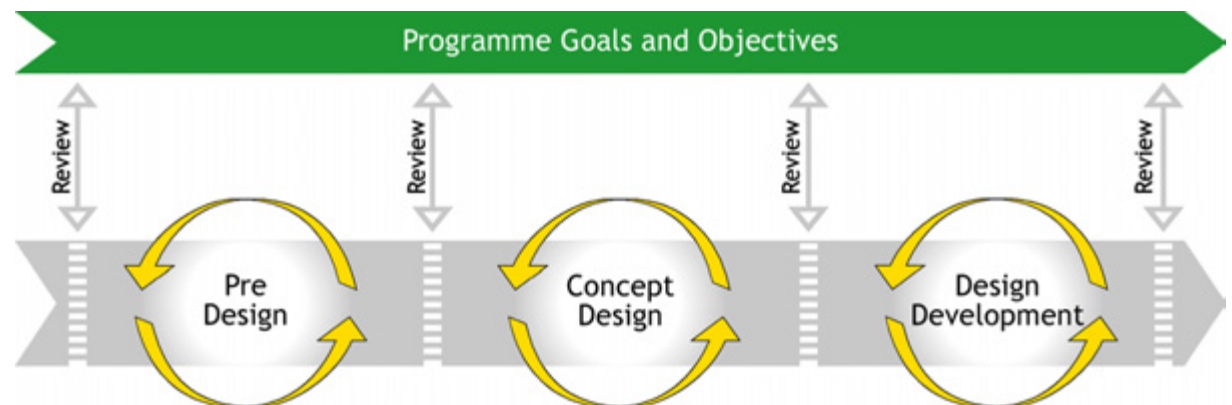 Programme Goals and Objectives
Review
Review
Review
Review
Pre
Design
Concept
Design
Design
Development